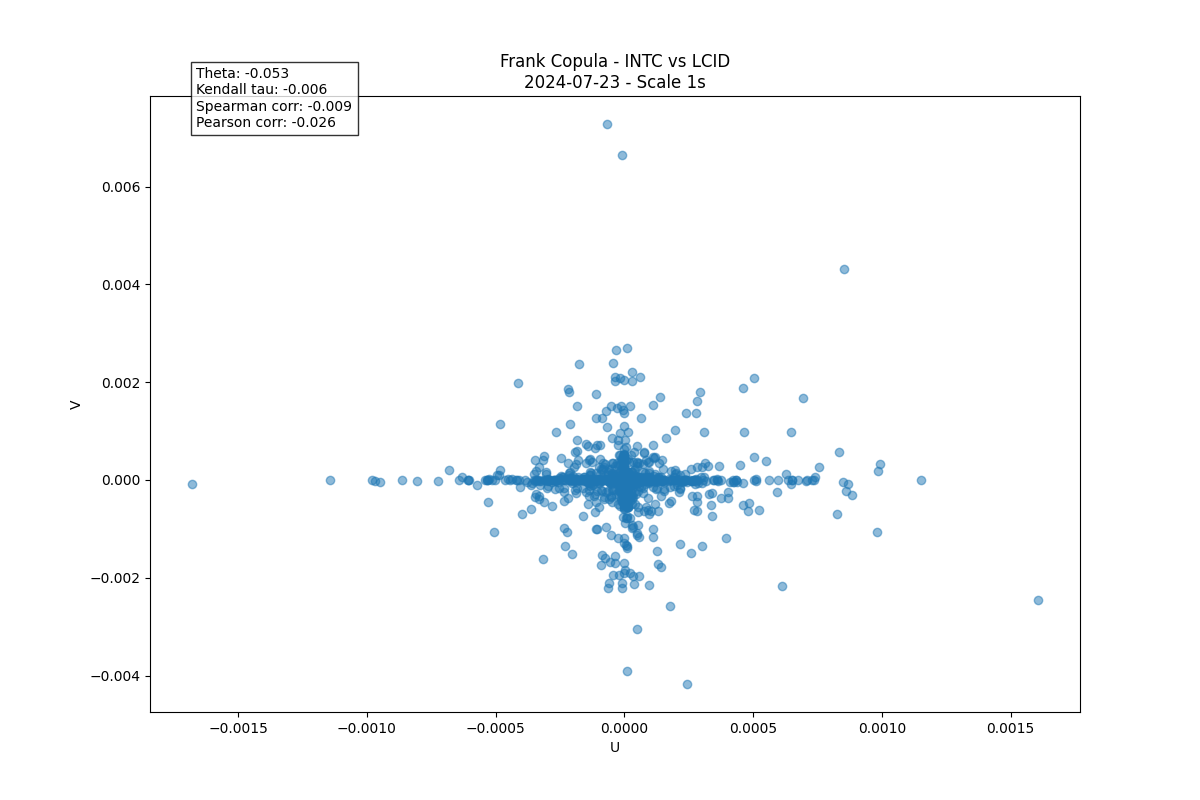 Frank Copula - INTC vs LCID
2024-07-23 - Scale 1s
Theta: -0.053
Kendall tau: -0.006
Spearman corr: -0.009
Pearson corr: -0.026
V
0.006
0.004
0.002
0.000
−0.002
−0.004
−0.0015
−0.0010
−0.0005
0.0000
0.0005
0.0010
0.0015
U